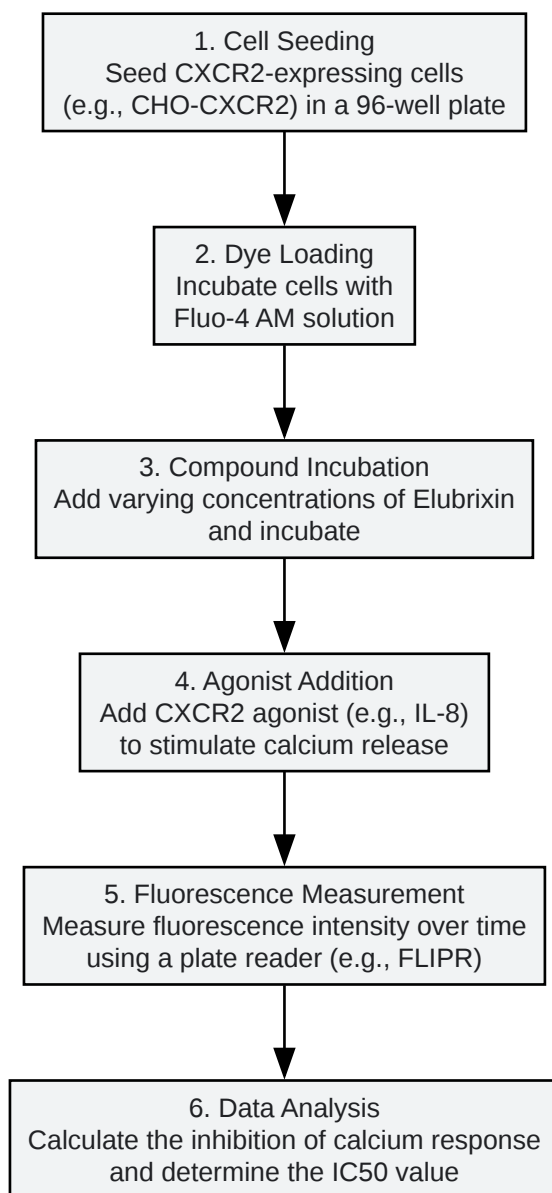 1. Cell Seeding
Seed CXCR2-expressing cells
(e.g., CHO-CXCR2) in a 96-well plate
2. Dye Loading
Incubate cells with
Fluo-4 AM solution
3. Compound Incubation
Add varying concentrations of Elubrixin
and incubate
4. Agonist Addition
Add CXCR2 agonist (e.g., IL-8)
to stimulate calcium release
5. Fluorescence Measurement
Measure fluorescence intensity over time
using a plate reader (e.g., FLIPR)
6. Data Analysis
Calculate the inhibition of calcium response
and determine the IC50 value